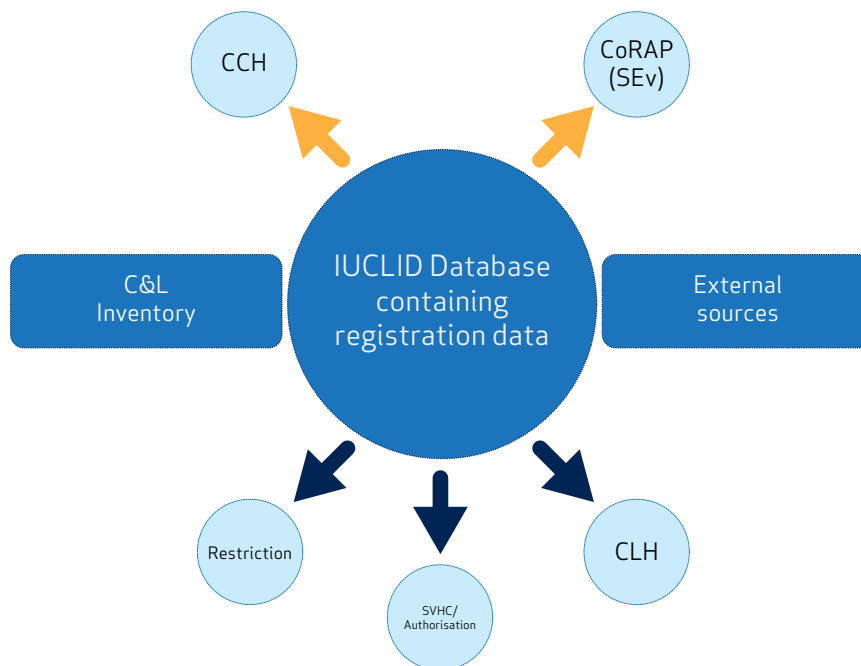 CCH
CoRAP
(SEv)
C&L
Inventory
IUCLID Database
containing
registration data
External
sources
Restriction
SVHC/
Authorisation
CLH